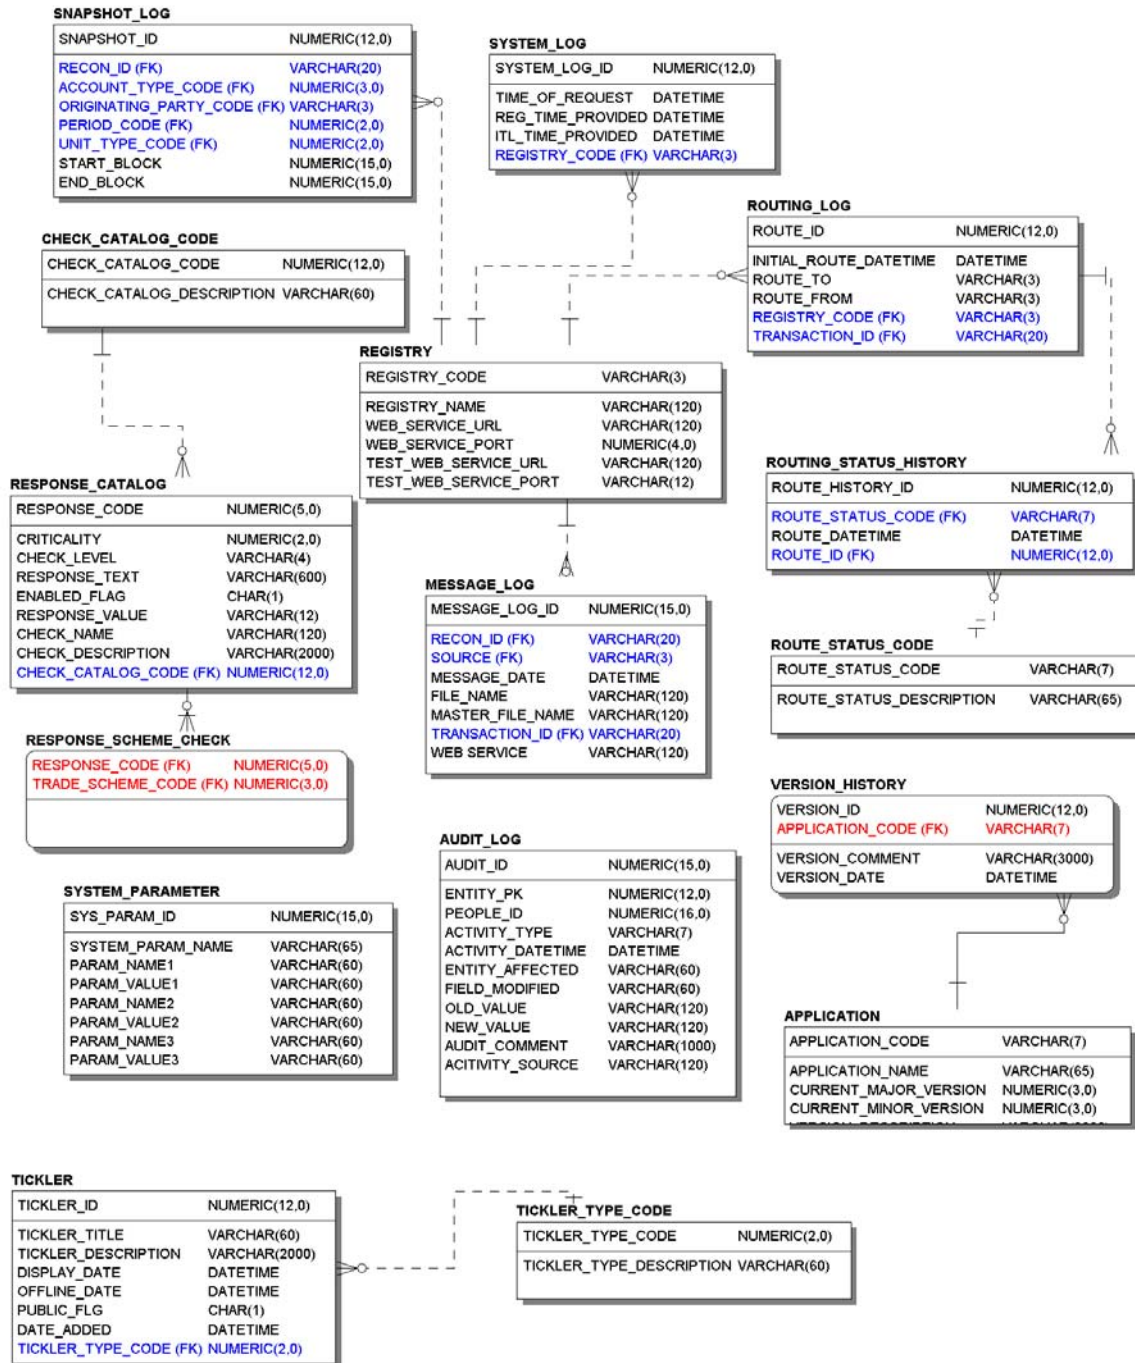 SNAPSHOT_LOG
SNAPSHOT_ID NUMERIC(12,0)
RECON_ID (FK) VARCHAR(20)
ACCOUNT_TYPE_CODE (FK) NUMERIC(3,0)
ORIGINATING_PARTY_CODE (FK) VARCHAR(3)
PERIOD_CODE (FK) NUMERIC(2,0)
UNIT_TYPE_CODE (FK) NUMERIC(2,0)
START_BLOCK NUMERIC(15,0)
END_BLOCK NUMERIC(15,0)
SYSTEM_LOG
SYSTEM_LOG_ID NUMERIC(12,0)
TIME_OF_REQUEST DATETIME
REG_TIME_PROVIDED DATETIME
ITL_TIME_PROVIDED DATETIME
REGISTRY_CODE (FK) VARCHAR(3)
ROUTING_LOG
ROUTE_ID NUMERIC(12,0)
INITIAL_ROUTE_DATETIME DATETIME
ROUTE_TO VARCHAR(3)
ROUTE_FROM VARCHAR(3)
REGISTRY_CODE (FK) VARCHAR(3)
TRANSACTION_ID (FK) VARCHAR(20)
CHECK_CATALOG_CODE
CHECK_CATALOG_CODE NUMERIC(12,0)
CHECK_CATALOG_DESCRIPTION VARCHAR(60)
REGISTRY
REGISTRY_CODE VARCHAR(3)
REGISTRY_NAME VARCHAR(120)
WEB_SERVICE_URL VARCHAR(120)
WEB_SERVICE_PORT NUMERIC(4,0)
TEST_WEB_SERVICE_URL VARCHAR(120)
TEST_WEB_SERVICE_PORT VARCHAR(12)
ROUTING_STATUS_HISTORY
ROUTE_HISTORY_ID NUMERIC(12,0)
ROUTE_STATUS_CODE (FK) VARCHAR(7)
ROUTE_DATETIME DATETIME
ROUTE_ID (FK) NUMERIC(12,0)
RESPONSE_CATALOG
RESPONSE_CODE NUMERIC(5,0)
CRITICALITY NUMERIC(2,0)
CHECK_LEVEL VARCHAR(4)
RESPONSE_TEXT VARCHAR(600)
ENABLED_FLAG CHAR(1)
RESPONSE_VALUE VARCHAR(12)
CHECK_NAME VARCHAR(120)
CHECK_DESCRIPTION VARCHAR(2000)
CHECK_CATALOG_CODE (FK) NUMERIC(12,0)
MESSAGE_LOG
MESSAGE_LOG_ID NUMERIC(15,0)
RECON_ID (FK) VARCHAR(20)
SOURCE (FK) VARCHAR(3)
MESSAGE_DATE DATETIME
FILE_NAME VARCHAR(120)
MASTER_FILE_NAME VARCHAR(120)
TRANSACTION_ID (FK) VARCHAR(20)
WEB SERVICE VARCHAR(120)
ROUTE_STATUS_CODE
ROUTE_STATUS_CODE VARCHAR(7)
ROUTE_STATUS_DESCRIPTION VARCHAR(65)
RESPONSE_SCHEME_CHECK
RESPONSE_CODE (FK) NUMERIC(5,0)
TRADE_SCHEME_CODE (FK) NUMERIC(3,0)
VERSION_HISTORY
VERSION_ID NUMERIC(12,0)
APPLICATION_CODE (FK) VARCHAR(7)
VERSION_COMMENT VARCHAR(3000)
VERSION_DATE DATETIME
AUDIT_LOG
AUDIT_ID NUMERIC(15,0)
ENTITY_PK NUMERIC(12,0)
PEOPLE_ID NUMERIC(16,0)
ACTIVITY_TYPE VARCHAR(7)
ACTIVITY_DATETIME DATETIME
ENTITY_AFFECTED VARCHAR(60)
FIELD_MODIFIED VARCHAR(60)
OLD_VALUE VARCHAR(120)
NEW_VALUE VARCHAR(120)
AUDIT_COMMENT VARCHAR(1000)
ACITIVITY_SOURCE VARCHAR(120)
SYSTEM_PARAMETER
SYS_PARAM_ID NUMERIC(15,0)
SYSTEM_PARAM_NAME VARCHAR(65)
PARAM_NAME1 VARCHAR(60)
PARAM_VALUE1 VARCHAR(60)
PARAM_NAME2 VARCHAR(60)
PARAM_VALUE2 VARCHAR(60)
PARAM_NAME3 VARCHAR(60)
PARAM_VALUE3 VARCHAR(60)
APPLICATION
APPLICATION_CODE VARCHAR(7)
APPLICATION_NAME VARCHAR(65)
CURRENT_MAJOR_VERSION NUMERIC(3,0)
CURRENT_MINOR_VERSION NUMERIC(3,0)
TICKLER
TICKLER_ID NUMERIC(12,0)
TICKLER_TITLE VARCHAR(60)
TICKLER_DESCRIPTION VARCHAR(2000)
DISPLAY_DATE DATETIME
OFFLINE_DATE DATETIME
PUBLIC_FLG CHAR(1)
DATE_ADDED DATETIME
TICKLER_TYPE_CODE (FK) NUMERIC(2,0)
TICKLER_TYPE_CODE
TICKLER_TYPE_CODE NUMERIC(2,0)
TICKLER_TYPE_DESCRIPTION VARCHAR(60)